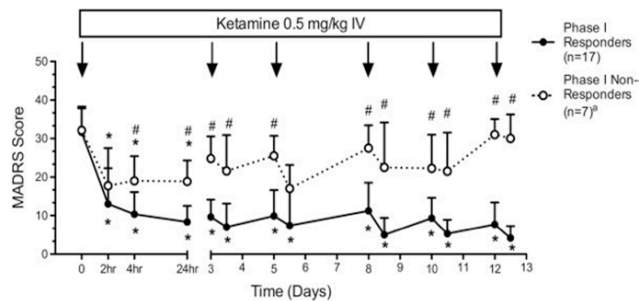 Ketamine 0.5 mg/kg IV
Phase I
Responders
(n=17)
Phase I Non-
Responders
(n=7)a
MADRS Score
50
40
30
20
10
0
# # # # # # # # # # # #
* * *
* * * * * * * * * * * *
0 2hr 4hr 24hr 3 4 5 6 7 8 9 10 11 12 13
Time (Days)